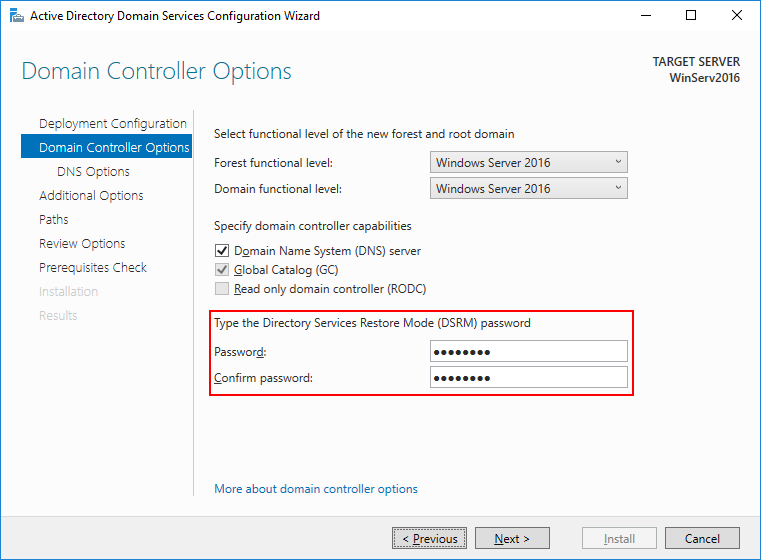 Active Directory Domain Services Configuration Wizard
Domain Controller Options
TARGET SERVER
WinServ2016
Deployment Configuration
Domain Controller Options
DNS Options
Additional Options
Paths
Review Options
Prerequisites Check
Installation
Results
Select functional level of the new forest and root domain
Forest functional level: Windows Server 2016
Domain functional level: Windows Server 2016
Specify domain controller capabilities
Domain Name System (DNS) server
Global Catalog (GC)
Read only domain controller (RODC)
Type the Directory Services Restore Mode (DSRM) password
Password: ●●●●●●●●
Confirm password: ●●●●●●●●
More about domain controller options
< Previous Next > Install Cancel